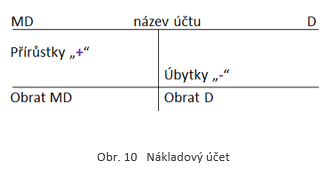 MD název účtu D
Přírůstky „+“
Úbytky „-“
Obrat MD Obrat D
Obr. 10 Nákladový účet